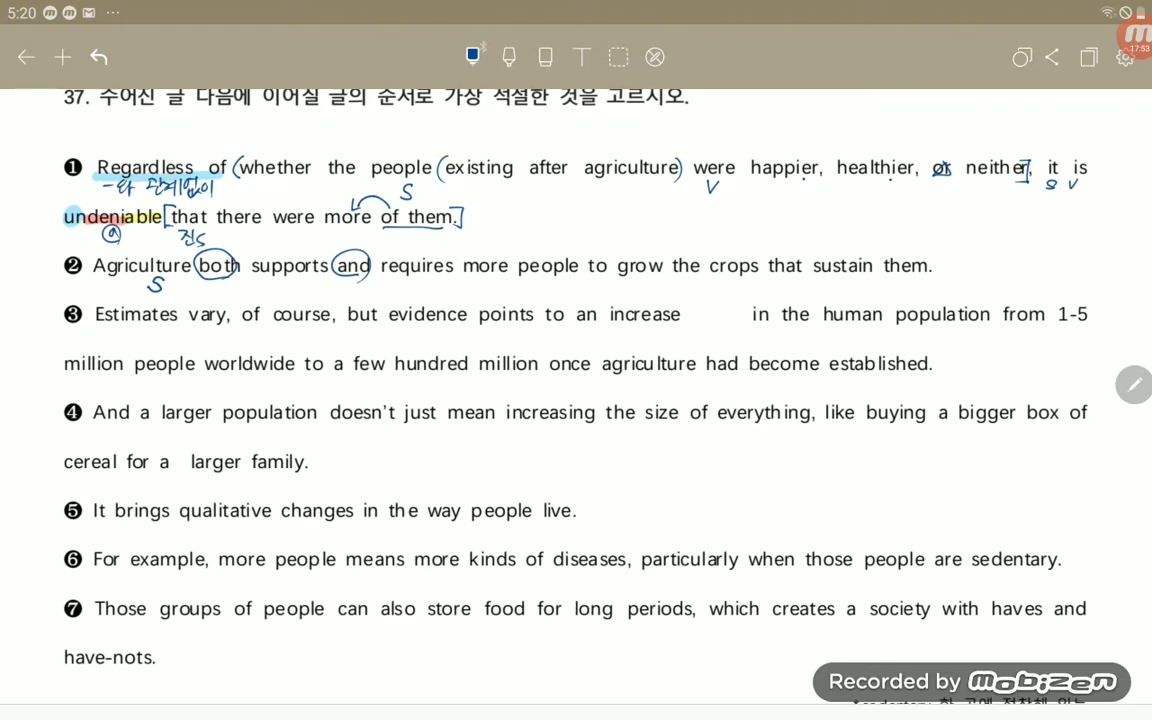 5:20
17:53
37. 주어진 글 다음에 이어질 글의 순서로 가장 적절한 것을 고르시오.
❶ Regardless of (whether the people (existing after agriculture) were happier, healthier, or neither], it is
-와 관계없이 S V S V
undeniable [that there were more of them.]
ⓐ 진S
❷ Agriculture both supports and requires more people to grow the crops that sustain them.
S
❸ Estimates vary, of course, but evidence points to an increase in the human population from 1-5
million people worldwide to a few hundred million once agriculture had become established.
❹ And a larger population doesn't just mean increasing the size of everything, like buying a bigger box of
cereal for a larger family.
❺ It brings qualitative changes in the way people live.
❻ For example, more people means more kinds of diseases, particularly when those people are sedentary.
❼ Those groups of people can also store food for long periods, which creates a society with haves and
have-nots.
Recorded by mobizen